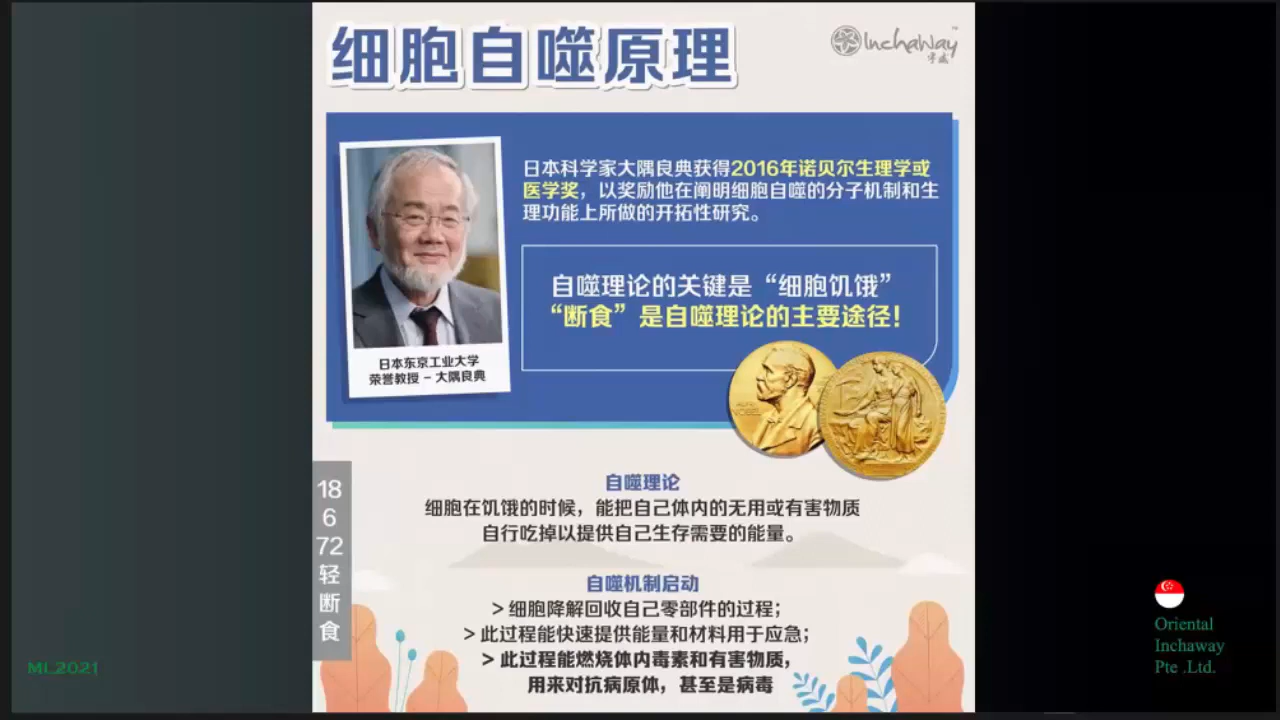 细胞自噬原理
InchaWay
宇威
日本科学家大隅良典获得2016年诺贝尔生理学或
医学奖，以奖励他在阐明细胞自噬的分子机制和生
理功能上所做的开拓性研究。
自噬理论的关键是“细胞饥饿”
“断食”是自噬理论的主要途径！
日本东京工业大学
荣誉教授 – 大隅良典
自噬理论
细胞在饥饿的时候，能把自己体内的无用或有害物质
自行吃掉以提供自己生存需要的能量。
18
6
72
轻
断
食
自噬机制启动
> 细胞降解回收自己零部件的过程；
> 此过程能快速提供能量和材料用于应急；
> 此过程能燃烧体内毒素和有害物质，
用来对抗病原体，甚至是病毒
ML2021
Oriental
Inchaway
Pte .Ltd.